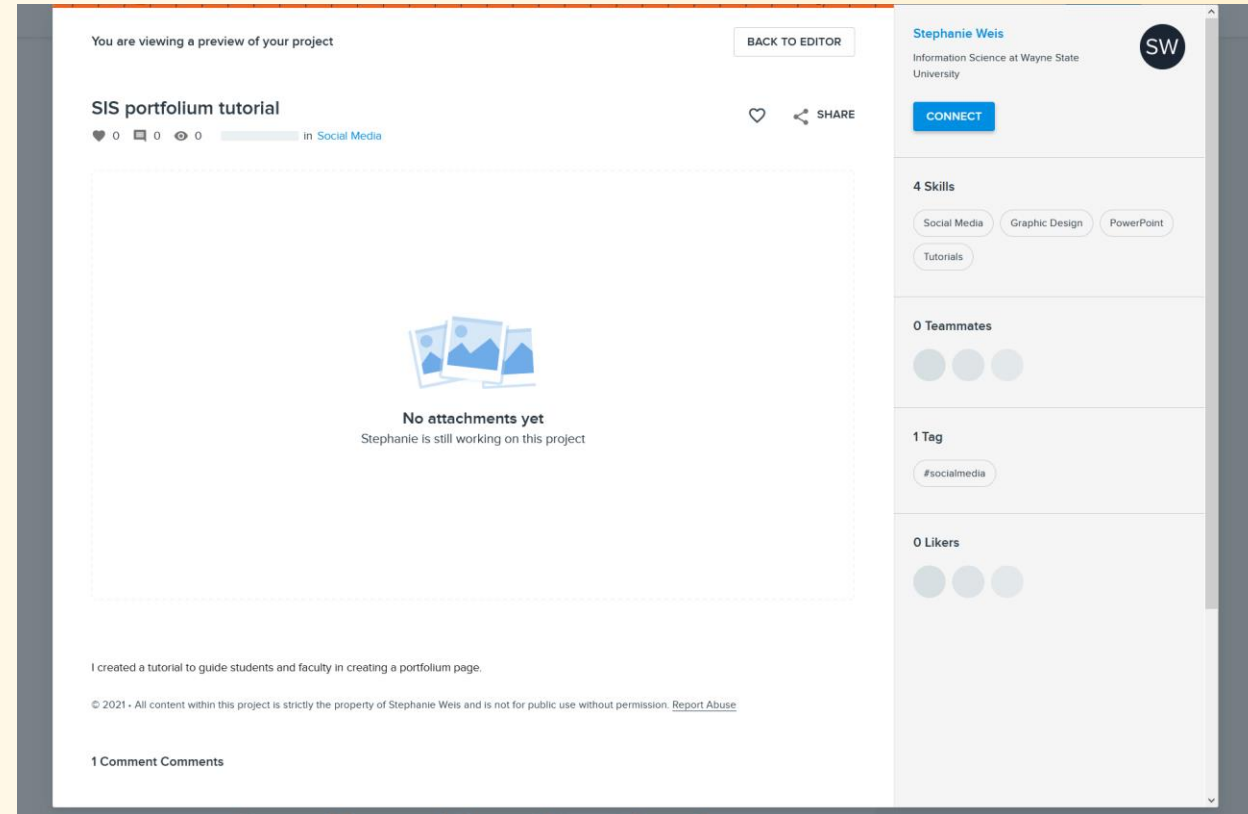 You are viewing a preview of your project
BACK TO EDITOR
SIS portfolium tutorial
SHARE
0 0 0 in Social Media
No attachments yet
Stephanie is still working on this project
I created a tutorial to guide students and faculty in creating a portfolium page.
© 2021 • All content within this project is strictly the property of Stephanie Weis and is not for public use without permission. Report Abuse
1 Comment Comments
Stephanie Weis
SW
Information Science at Wayne State
University
CONNECT
4 Skills
Social Media Graphic Design PowerPoint
Tutorials
0 Teammates
1 Tag
#socialmedia
0 Likers